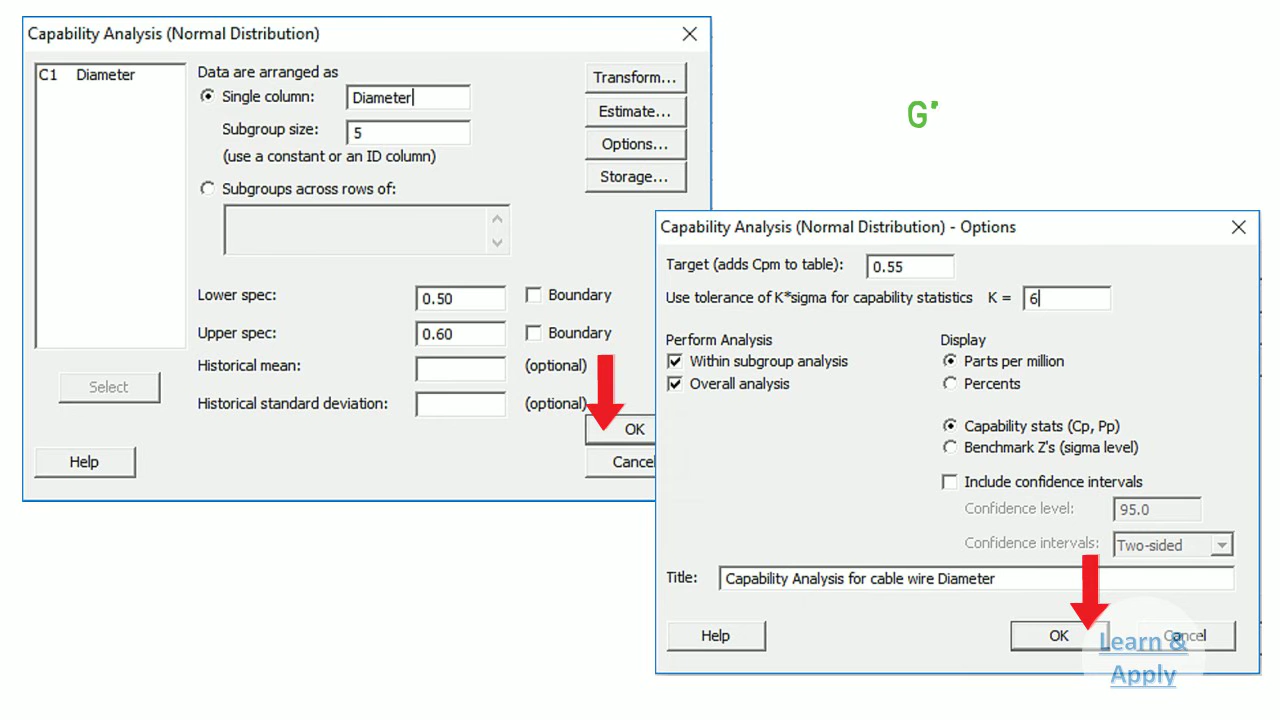 Capability Analysis (Normal Distribution)
C1 Diameter
Data are arranged as
Single column: Diameter
Subgroup size: 5
(use a constant or an ID column)
Subgroups across rows of:
Transform...
Estimate...
Options...
Storage...
Lower spec: 0.50 Boundary
Upper spec: 0.60 Boundary
Historical mean: (optional)
Historical standard deviation: (optional)
Select
OK
Help
Cancel
G
Capability Analysis (Normal Distribution) - Options
Target (adds Cpm to table): 0.55
Use tolerance of K*sigma for capability statistics K = 6
Perform Analysis
Within subgroup analysis
Overall analysis
Display
Parts per million
Percents
Capability stats (Cp, Pp)
Benchmark Z's (sigma level)
Include confidence intervals
Confidence level: 95.0
Confidence intervals: Two-sided
Title: Capability Analysis for cable wire Diameter
Help
OK
Cancel
Learn &
Apply